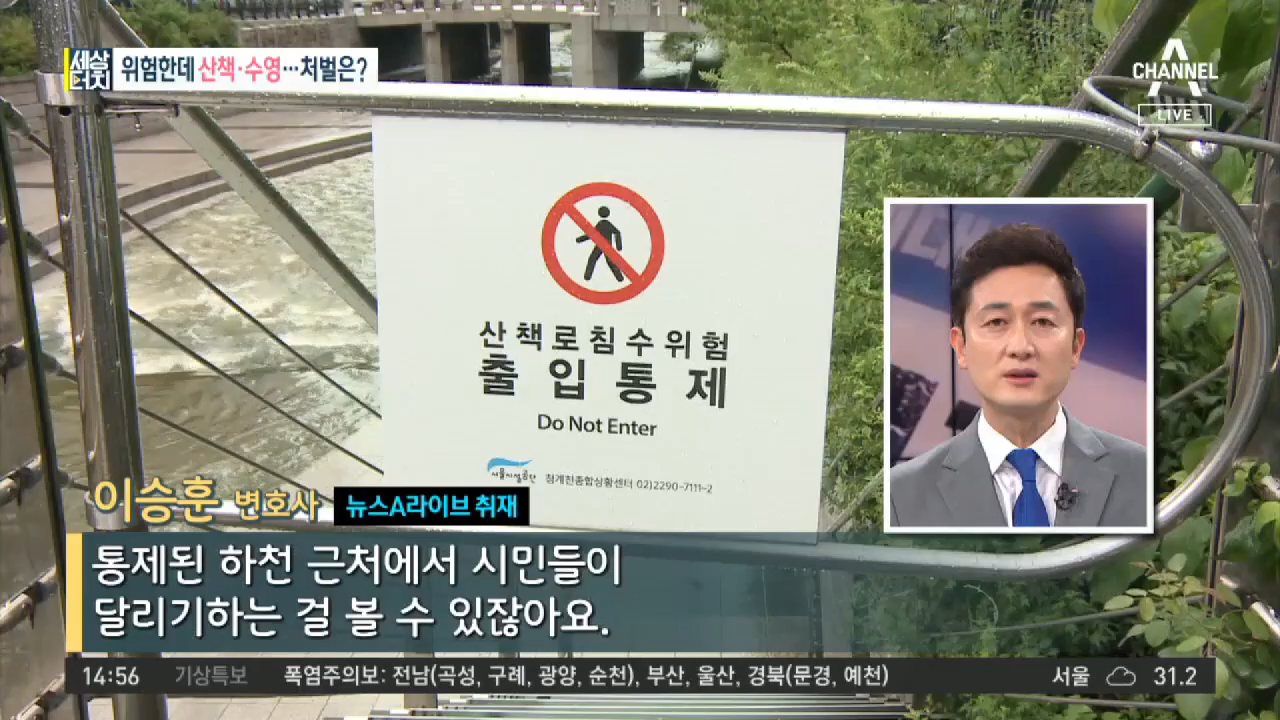 세상
터치
위험한데 산책·수영…처벌은?
CHANNEL A
LIVE
산책로침수위험
출입통제
Do Not Enter
서울시설공단 청계천종합상황센터 02)2290-7111~2
이승훈 변호사 뉴스A라이브 취재
통제된 하천 근처에서 시민들이
달리기하는 걸 볼 수 있잖아요.
14:56 기상특보 폭염주의보: 전남(곡성, 구례, 광양, 순천), 부산, 울산, 경북(문경, 예천) 서울 31.2